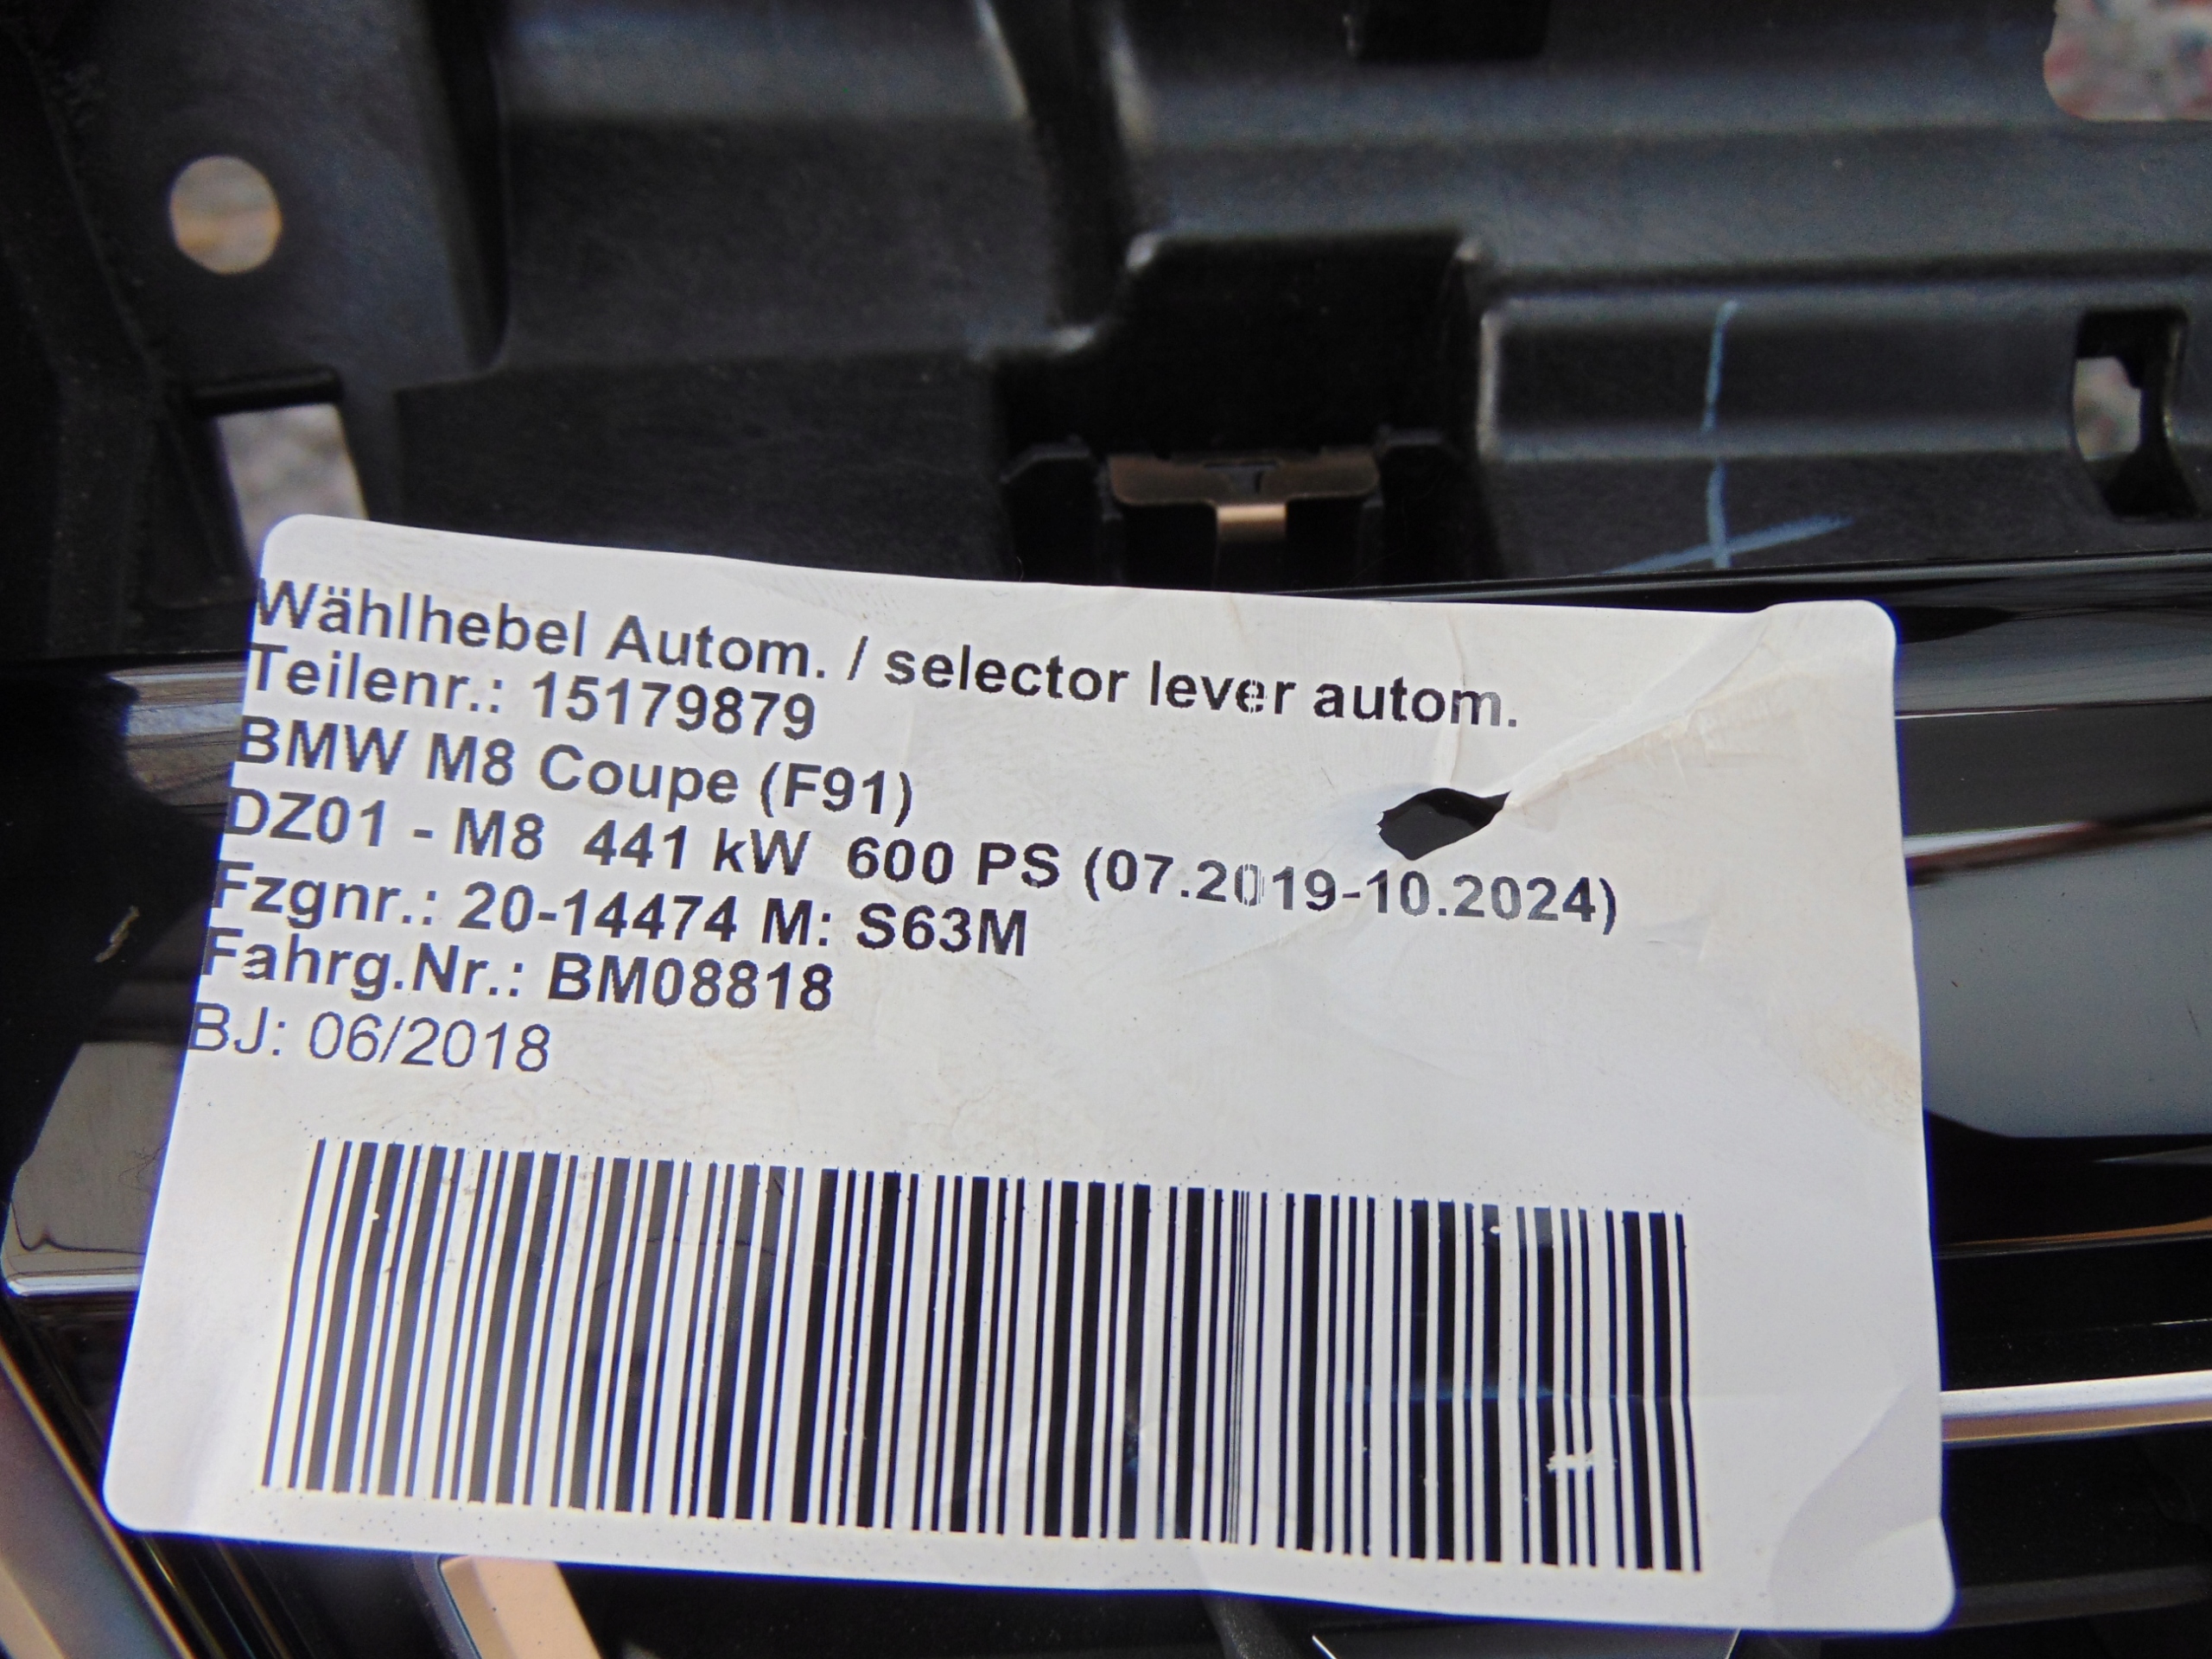 Wählhebel Autom. / selector lever autom.
Teilenr.: 15179879
BMW M8 Coupe (F91)
DZ01 - M8  441 kW  600 PS (07.2019-10.2024)
Fzgnr.: 20-14474 M: S63M
Fahrg.Nr.: BM08818
BJ: 06/2018